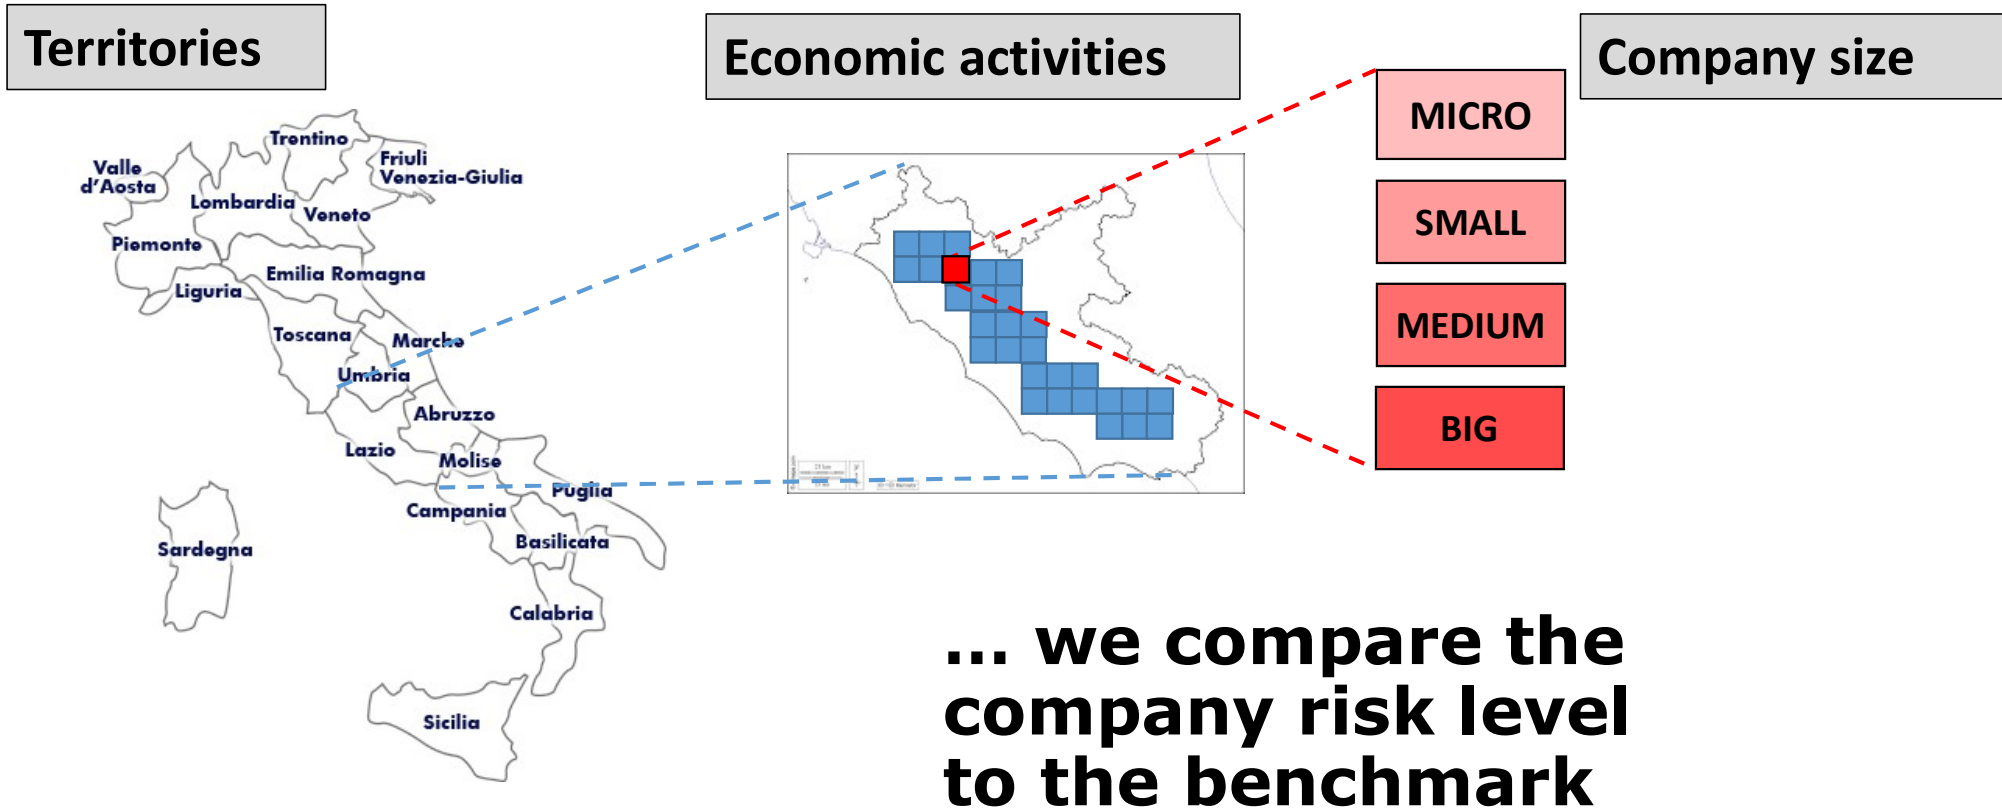 Territories
Economic activities
Company size
Trentino
Friuli
Venezia-Giulia
Valle
d'Aosta
Lombardia
Veneto
Piemonte
Emilia Romagna
Liguria
Toscana
Marche
Umbria
Abruzzo
Lazio
Molise
Puglia
Campania
Basilicata
Sardegna
Calabria
Sicilia
MICRO
SMALL
MEDIUM
BIG
... we compare the
company risk level
to the benchmark